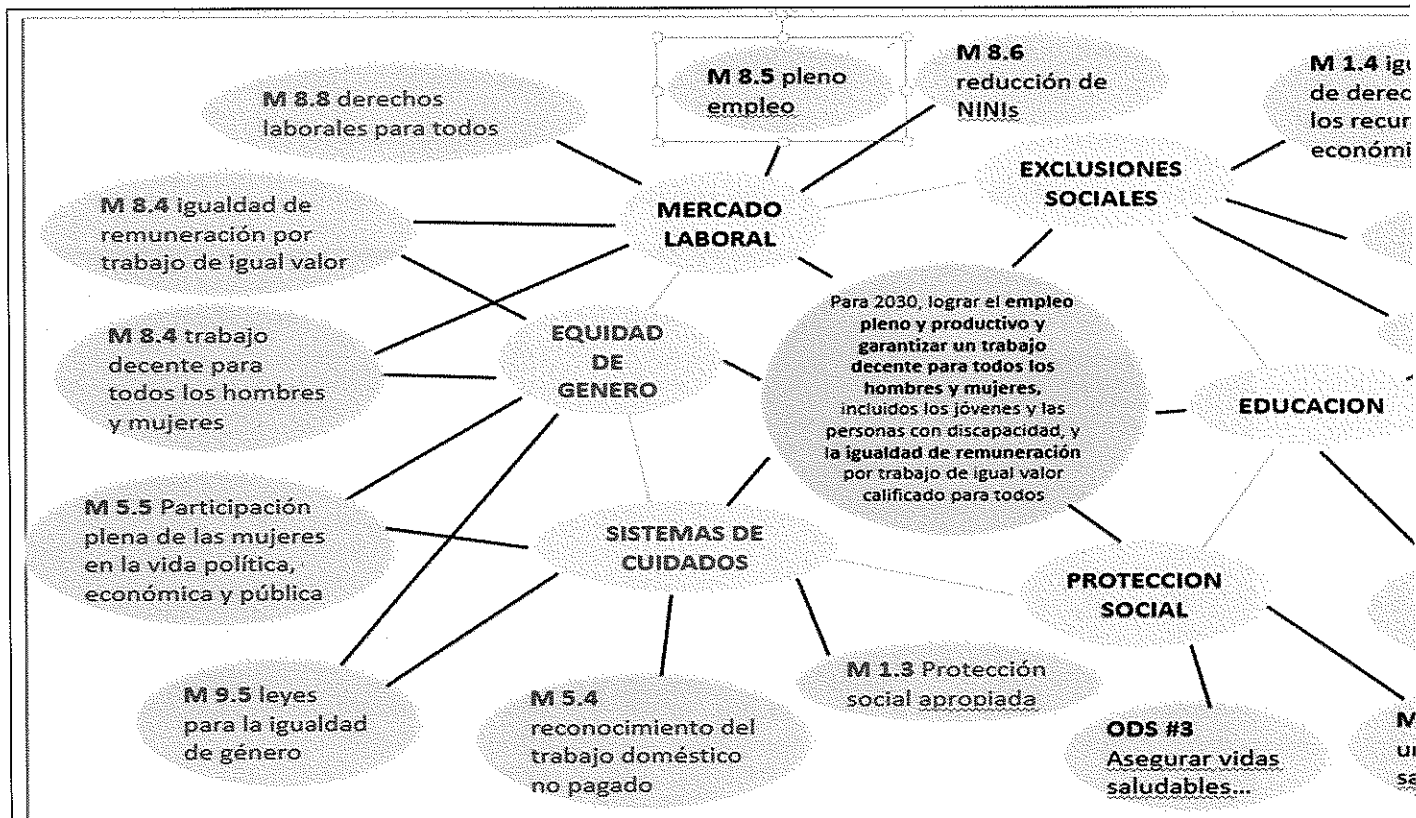 M 8.8 derechos
laborales para todos
M 8.5 pleno
empleo
M 8.6
reducción de
NINIs
M 1.4
de
los
EXCLUSIONES
SOCIALES
MERCADO
LABORAL
M 8.4 igualdad de
remuneración por
trabajo de igual valor
M 8.4 trabajo
decente para
todos los hombres
y mujeres
EQUIDAD
DE
GENERO
Para 2030, lograr el empleo
pleno y productivo y
garantizar un trabajo
decente para todos los
hombres y mujeres,
incluidos los jóvenes y las
personas con discapacidad, y
la igualdad de remuneración
por trabajo de igual valor
calificado para todos
EDUCACION
M 5.5 Participación
plena de las mujeres
en la vida política,
económica y pública
SISTEMAS DE
CUIDADOS
PROTECCION
SOCIAL
M 9.5 leyes
para la igualdad
de género
M 5.4
reconocimiento del
trabajo doméstico
no pagado
M 1.3 Protección
social apropiada
ODS #3
Asegurar vidas
saludables...
M